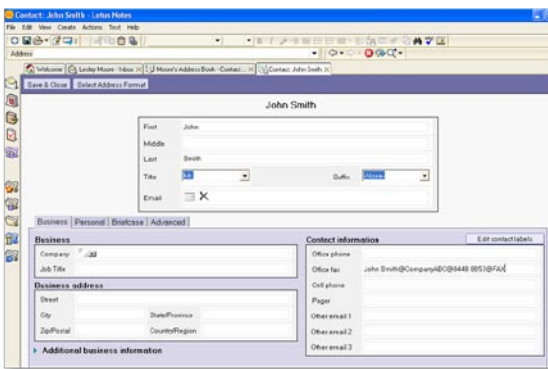 Contact: John Smith - Lotus Notes
File Edit View Create Actions Text Help
Address
Welcome Lesley Moore - Inbox Moore's Address Book - Contac... Contact: John Smith
Save & Close Select Address Format
John Smith
First John
Middle
Last Smith
Title Mr. Suffix -None-
Email
Business Personal Briefcase Advanced
Business
Company
Job Title
Business address
Street
City State/Province
Zip/Postal Country/Region
Additional business information
Contact information Edit contact labels
Office phone
Office fax John Smith@CompanyABC@8448 8853@FAX
Cell phone
Pager
Other email 1
Other email 2
Other email 3